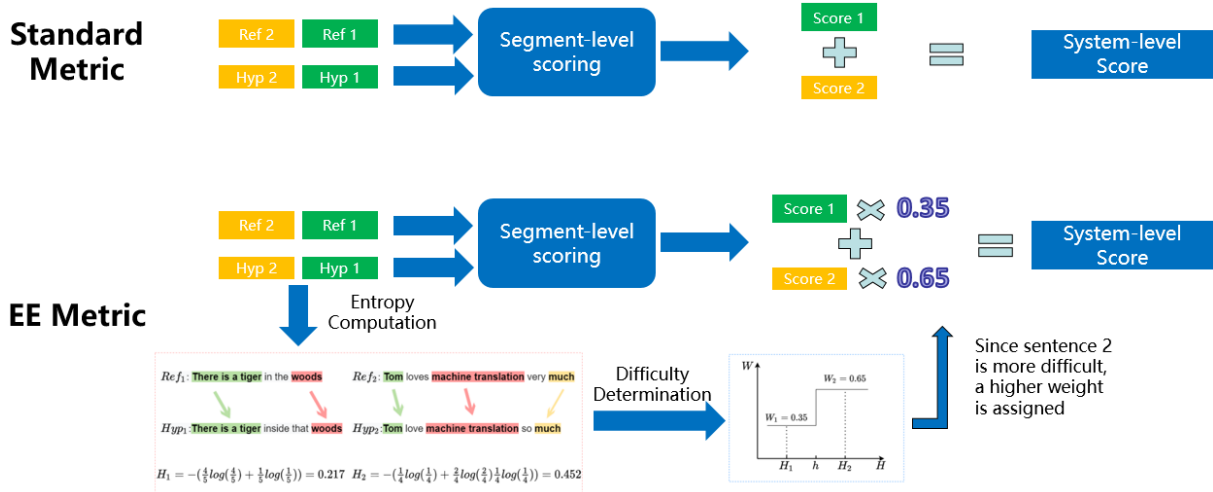 Standard
Metric
Ref 2
Ref 1
Hyp 2
Hyp 1
Segment-level
scoring
Score 1
Score 2
System-level
Score
EE Metric
Ref 2
Ref 1
Hyp 2
Hyp 1
Segment-level
scoring
Score 1
0.35
Score 2
0.65
System-level
Score
Entropy
Computation
Ref₁: There is a tiger in the woods
Hyp₁:There is a tiger inside that woods
H₁ = −(4/5 log(4/5) + 1/5 log(1/5)) = 0.217
Ref₂: Tom loves machine translation very much
Hyp₂:Tom love machine translation so much
H₂ = −(1/4 log(1/4) + 2/4 log(2/4) 1/4 log(1/4)) = 0.452
Difficulty
Determination
W
W₂ = 0.65
W₁ = 0.35
H₁
h
H₂
H
Since sentence 2
is more difficult,
a higher weight
is assigned